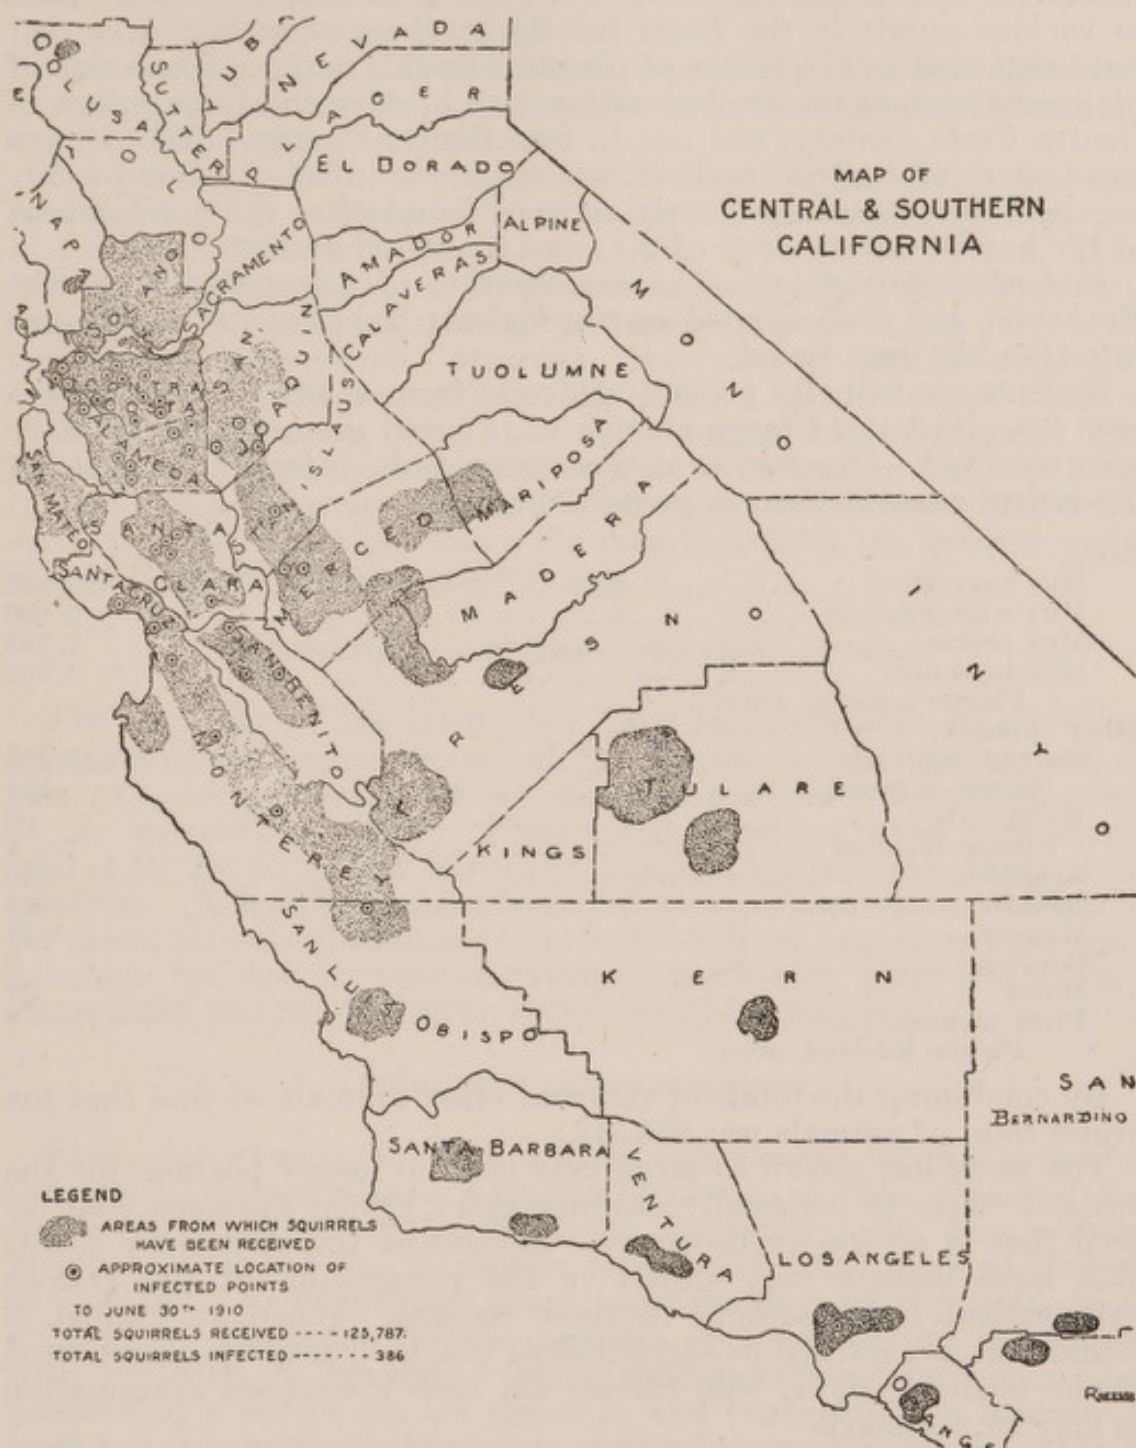 MAP OF
CENTRAL & SOUTHERN
CALIFORNIA
COLUSA
SUTTER
YUBA
NEVADA
PLACER
EL DORADO
YOLO
NAPA
SACRAMENTO
AMADOR
ALPINE
CALAVERAS
SOLANO
MONO
TUOLUMNE
SAN JOAQUIN
CONTRA
COSTA
ALAMEDA
STANISLAUS
MARIPOSA
SAN MATEO
SANTA
CLARA
MERCED
MADERA
SANTA CRUZ
FRESNO
INYO
SAN BENITO
MONTEREY
TULARE
KINGS
SAN LUIS
OBISPO
KERN
SAN
BERNARDINO
SANTA BARBARA
VENTURA
LOS ANGELES
ORANGE
LEGEND
AREAS FROM WHICH SQUIRRELS
HAVE BEEN RECEIVED
APPROXIMATE LOCATION OF
INFECTED POINTS
TO JUNE 30TH 1910
TOTAL SQUIRRELS RECEIVED ---- 125,787.
TOTAL SQUIRRELS INFECTED ------- 386